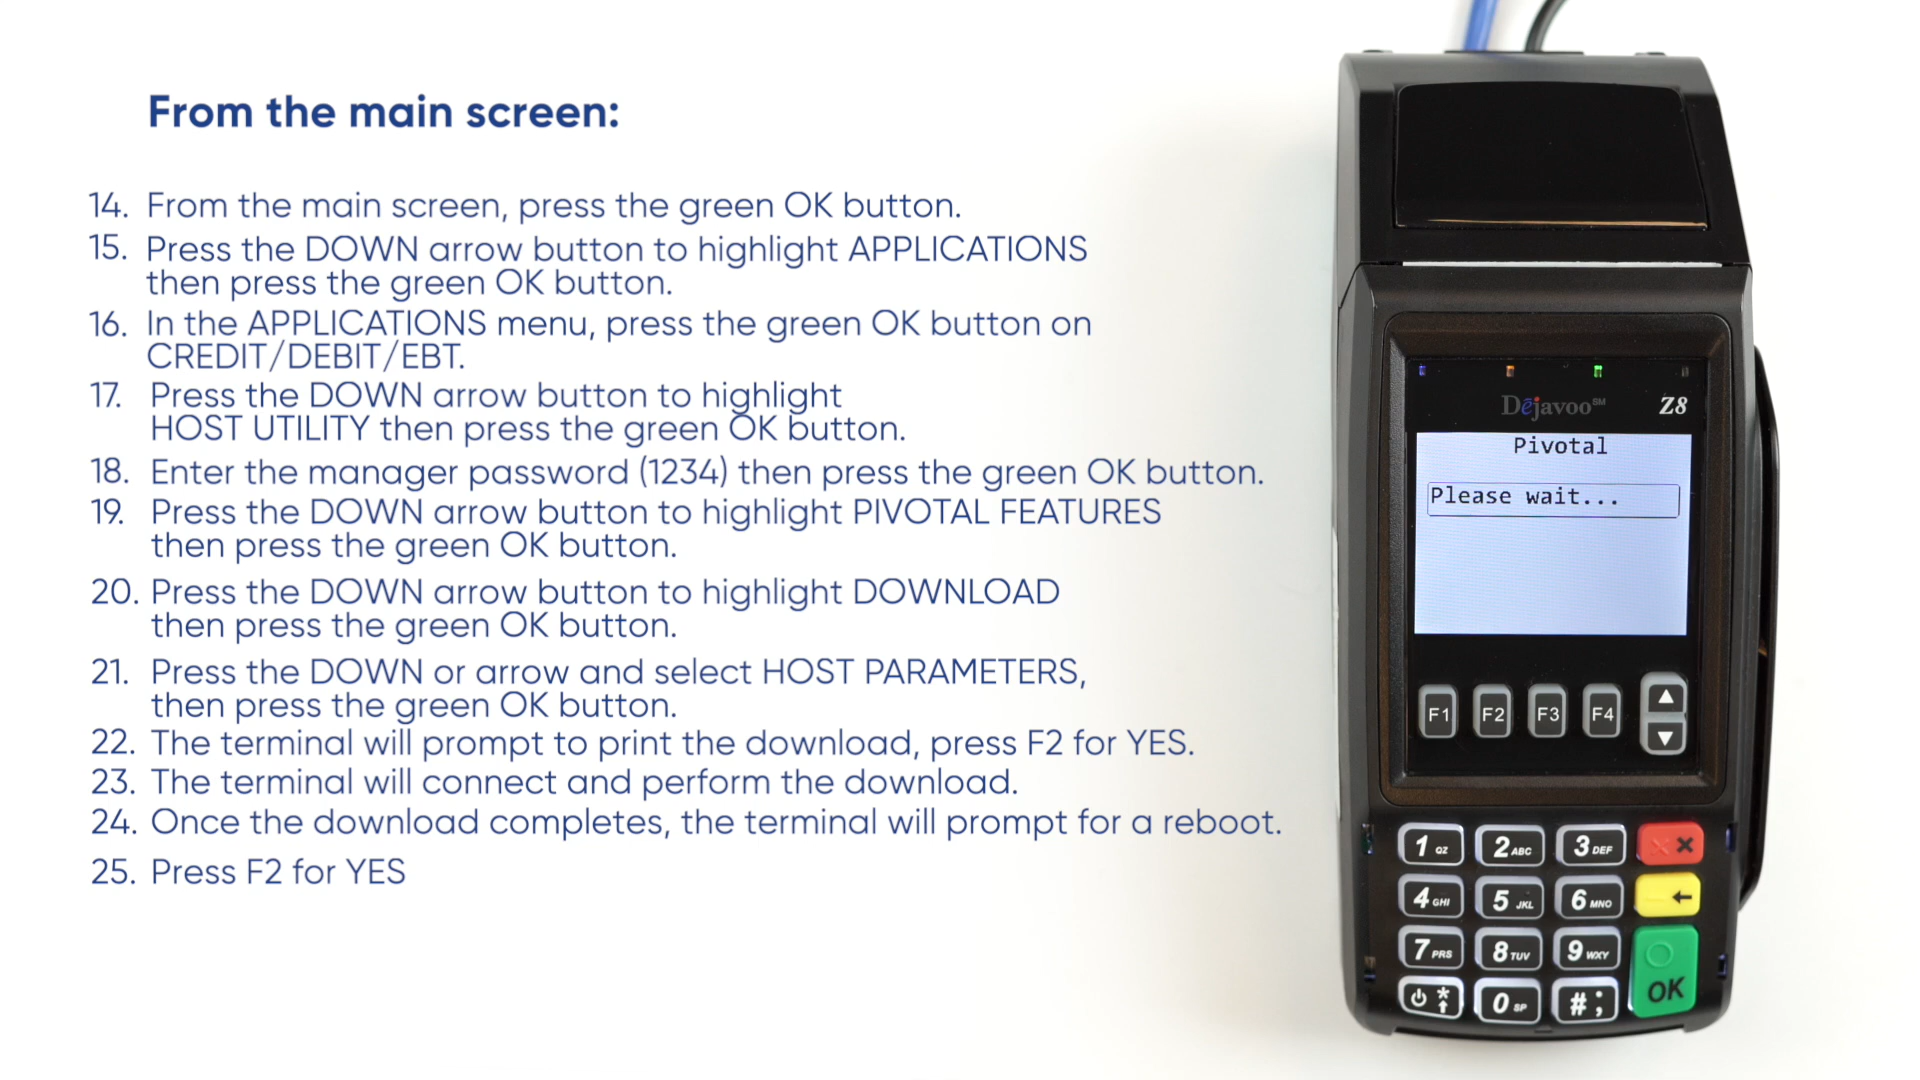 From the main screen:
14. From the main screen, press the green OK button.
15. Press the DOWN arrow button to highlight APPLICATIONS
then press the green OK button.
16. In the APPLICATIONS menu, press the green OK button on
CREDIT/DEBIT/EBT.
17. Press the DOWN arrow button to highlight
HOST UTILITY then press the green OK button.
18. Enter the manager password (1234) then press the green OK button.
19. Press the DOWN arrow button to highlight PIVOTAL FEATURES
then press the green OK button.
20. Press the DOWN arrow button to highlight DOWNLOAD
then press the green OK button.
21. Press the DOWN or arrow and select HOST PARAMETERS,
then press the green OK button.
22. The terminal will prompt to print the download, press F2 for YES.
23. The terminal will connect and perform the download.
24. Once the download completes, the terminal will prompt for a reboot.
25. Press F2 for YES
Dējavoo℠ Z8
Pivotal
Please wait...
F1 F2 F3 F4
1 QZ 2 ABC 3 DEF
4 GHI 5 JKL 6 MNO
7 PRS 8 TUV 9 WXY
* 0 SP # ; OK